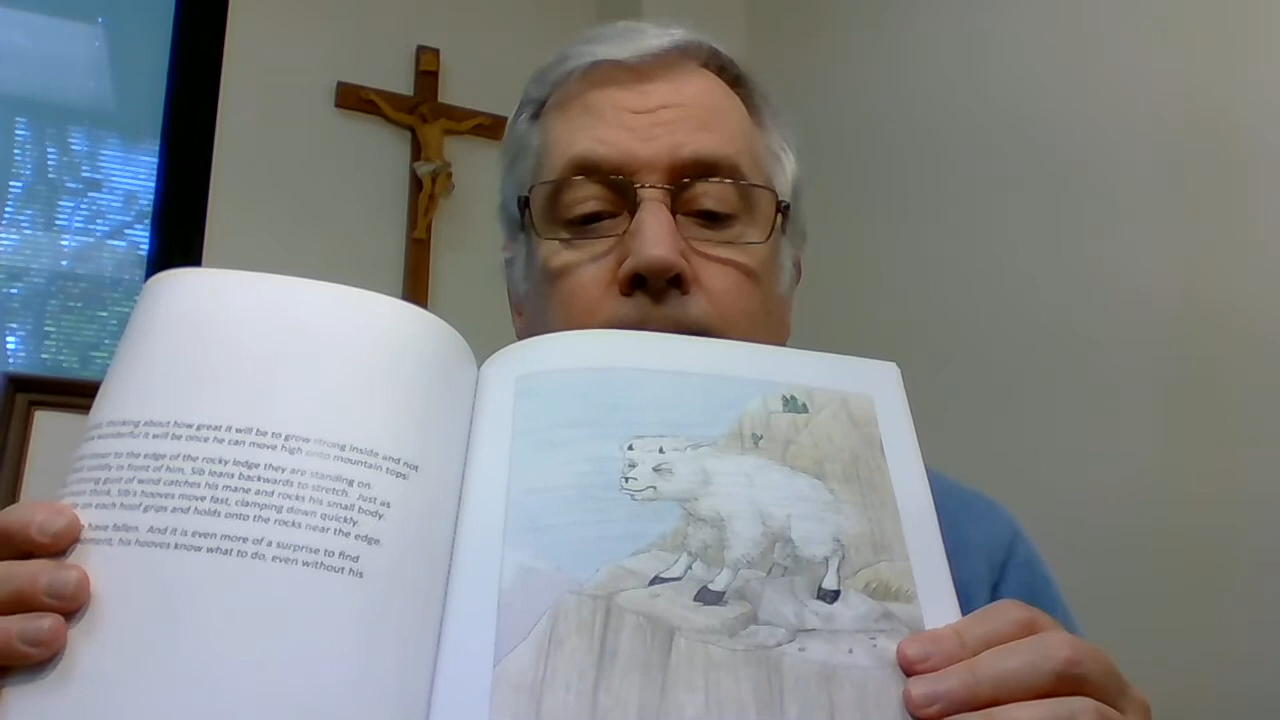 thinking about how great it will be to grow strong inside and not
wonderful it will be once he can move high onto mountain tops.
to the edge of the rocky ledge they are standing on.
solidly in front of him, Sib leans backwards to stretch. Just as
strong gust of wind catches his mane and rocks his small body.
think, Sib's hooves move fast, clamping down quickly.
on each hoof grips and holds onto the rocks near the edge.
have fallen. And it is even more of a surprise to find
his hooves know what to do, even without his